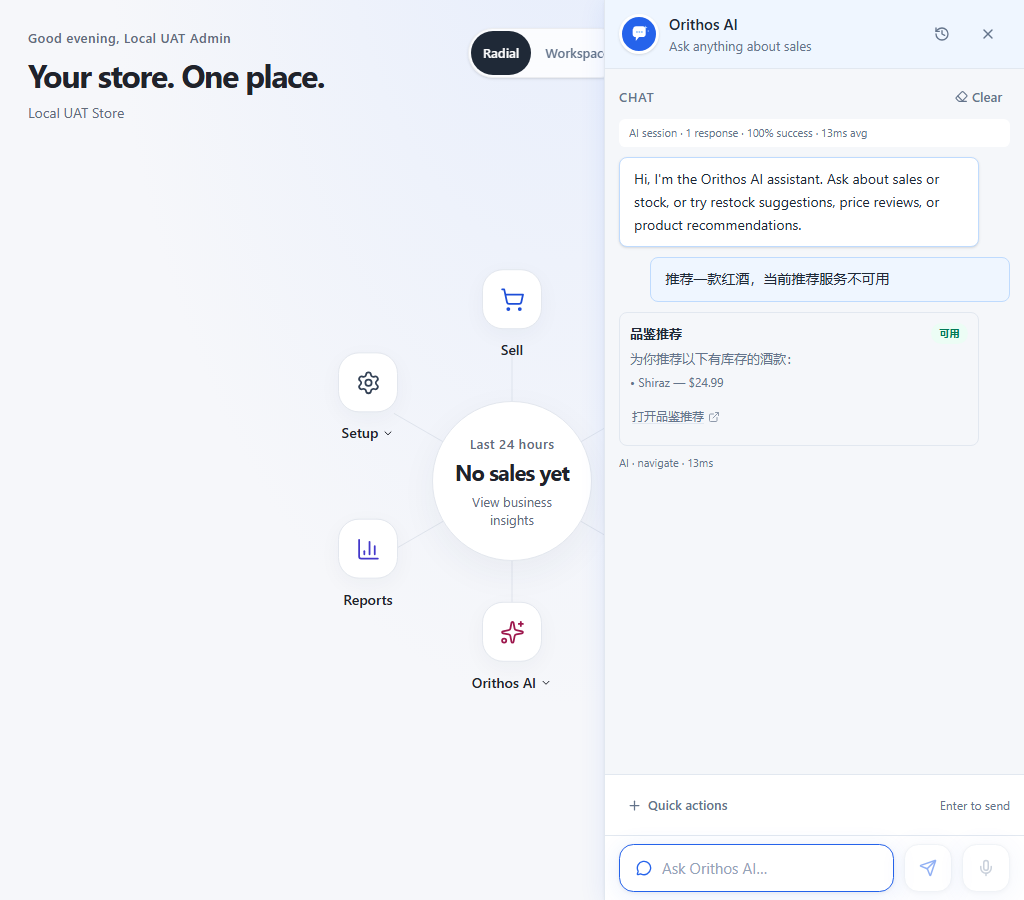 Good evening, Local UAT Admin
Your store. One place.
Local UAT Store
Radial
Workspac
Sell
Setup
Last 24 hours
No sales yet
View business
insights
Reports
Orithos AI
Orithos AI
Ask anything about sales
CHAT
Clear
AI session · 1 response · 100% success · 13ms avg
Hi, I'm the Orithos AI assistant. Ask about sales or
stock, or try restock suggestions, price reviews, or
product recommendations.
推荐一款红酒，当前推荐服务不可用
品鉴推荐
可用
为你推荐以下有库存的酒款：
• Shiraz — $24.99
打开品鉴推荐
AI · navigate · 13ms
Quick actions
Enter to send
Ask Orithos AI...